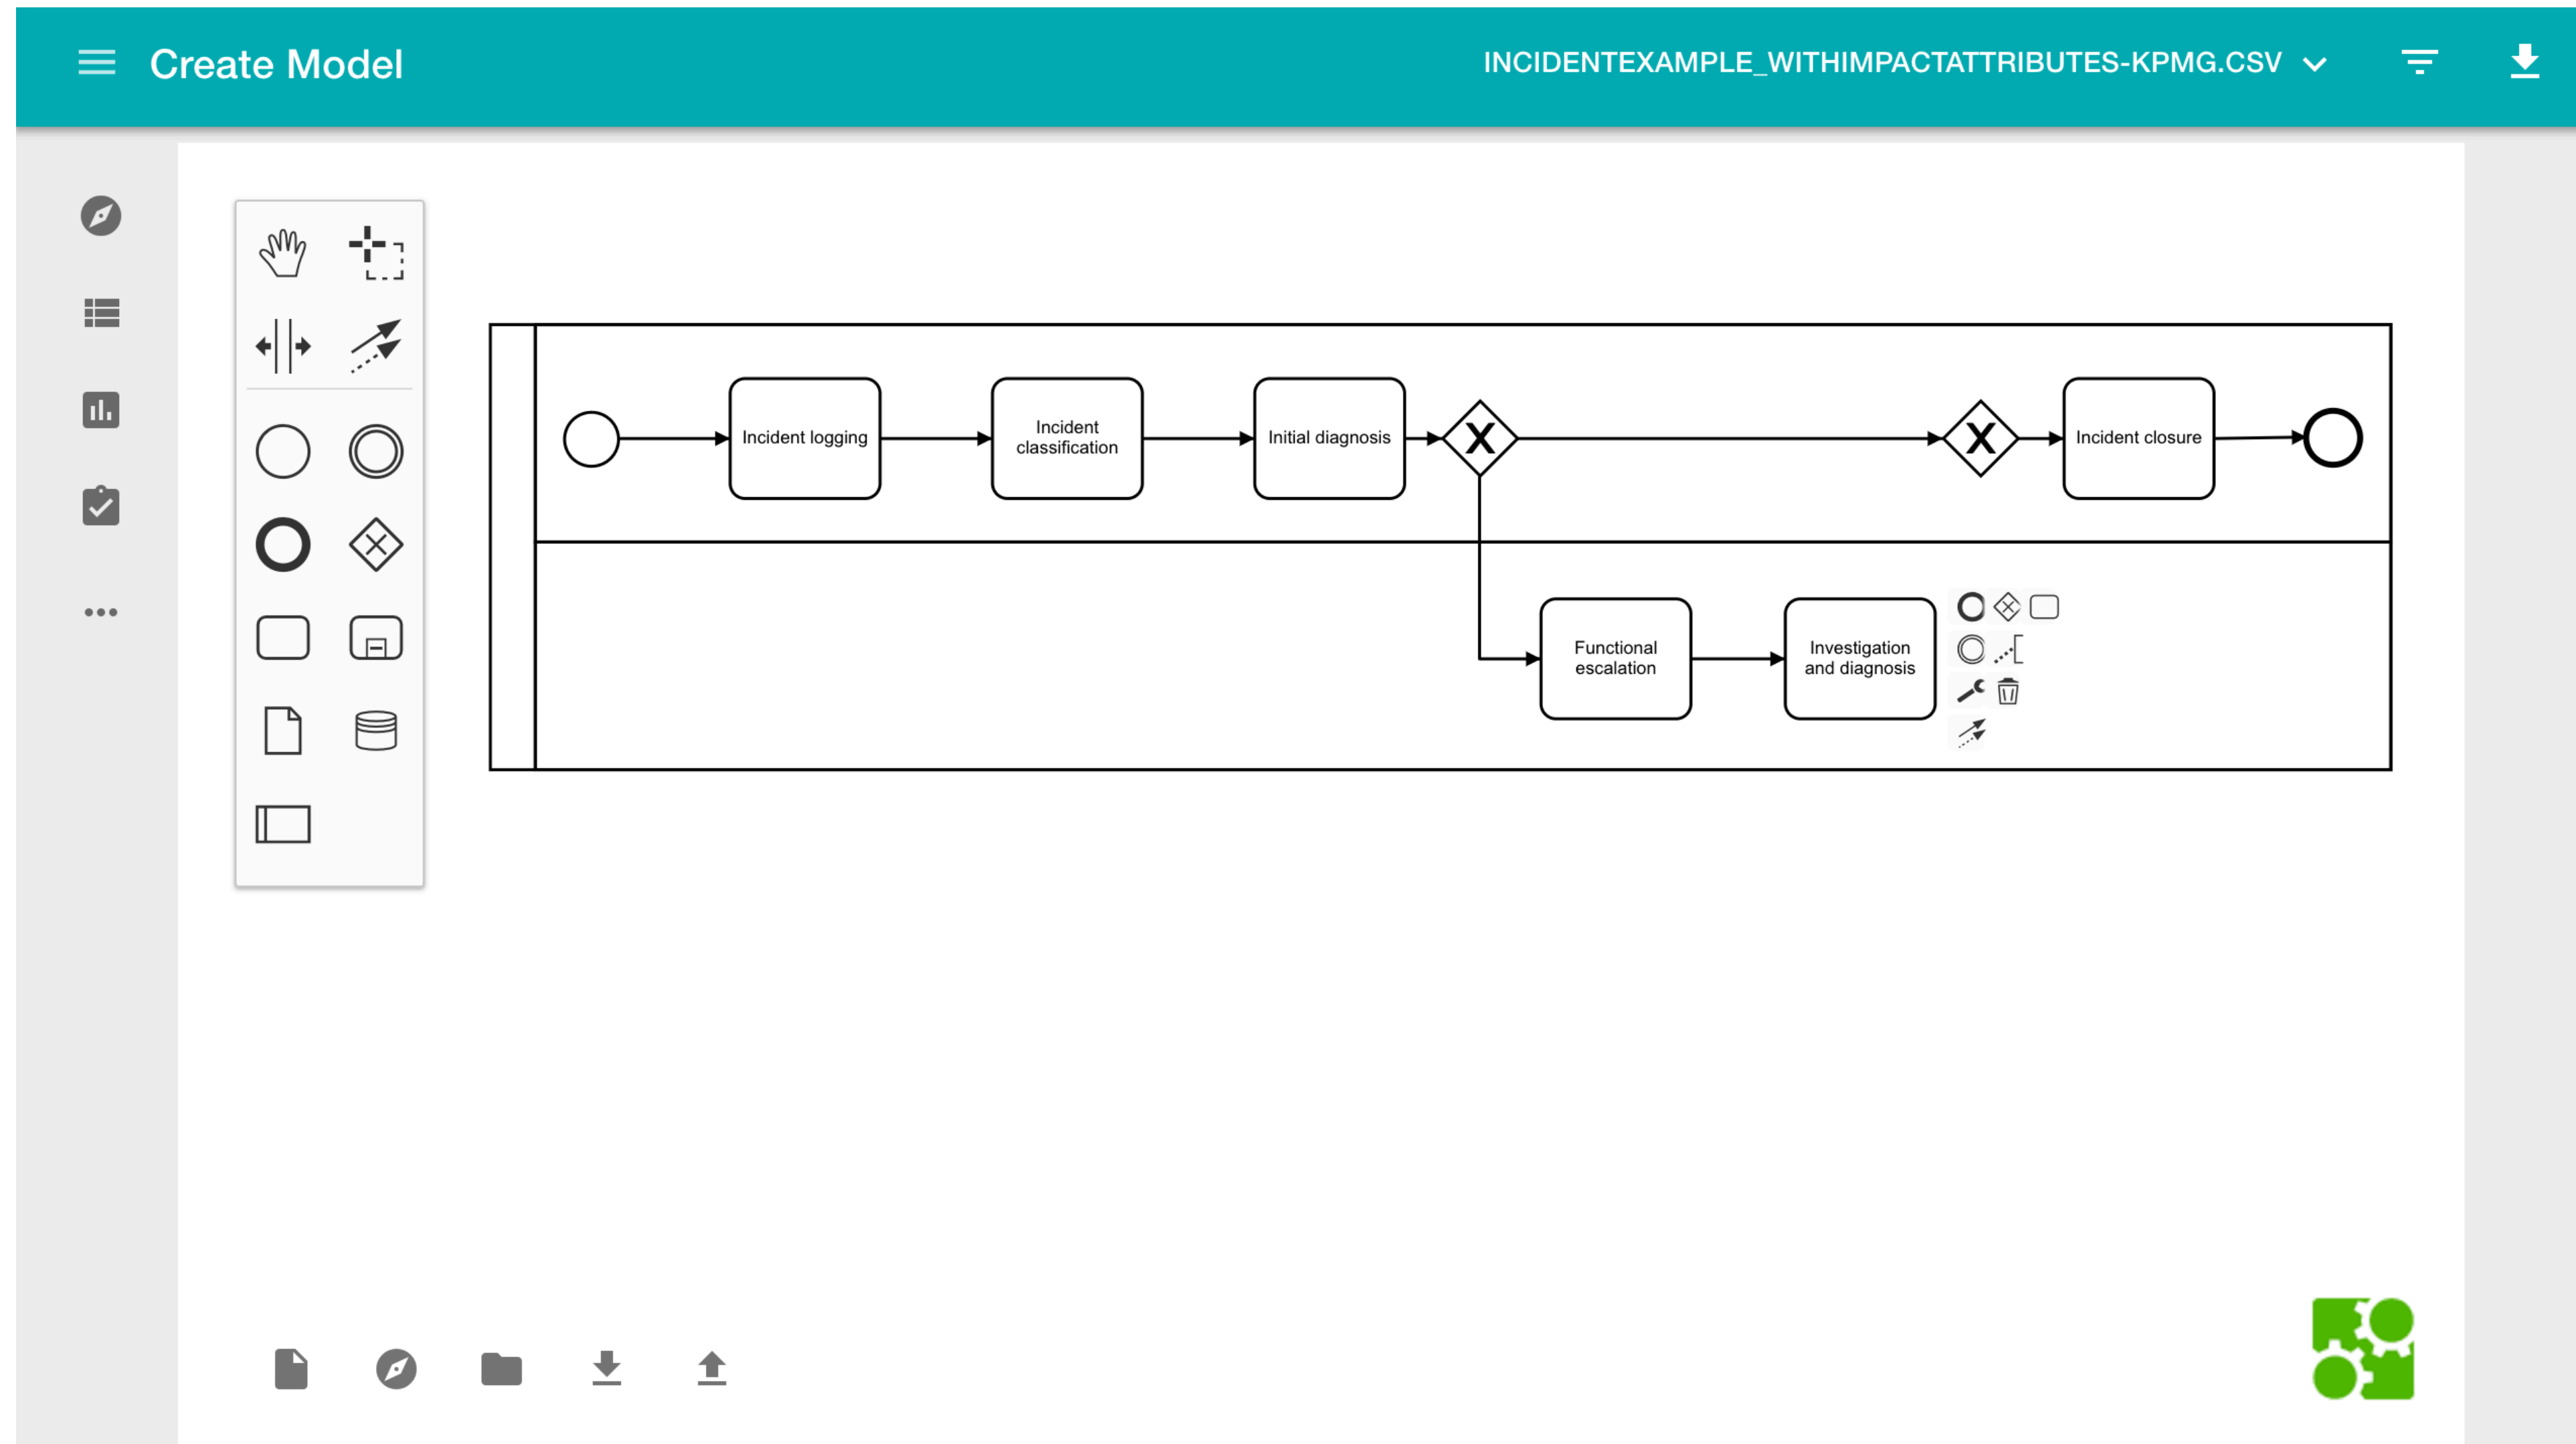 Create Model
INCIDENTEXAMPLE_WITHIMPACTATTRIBUTES-KPMG.CSV
Incident logging
Incident
classification
Initial diagnosis
X
X
Incident closure
Functional
escalation
Investigation
and diagnosis